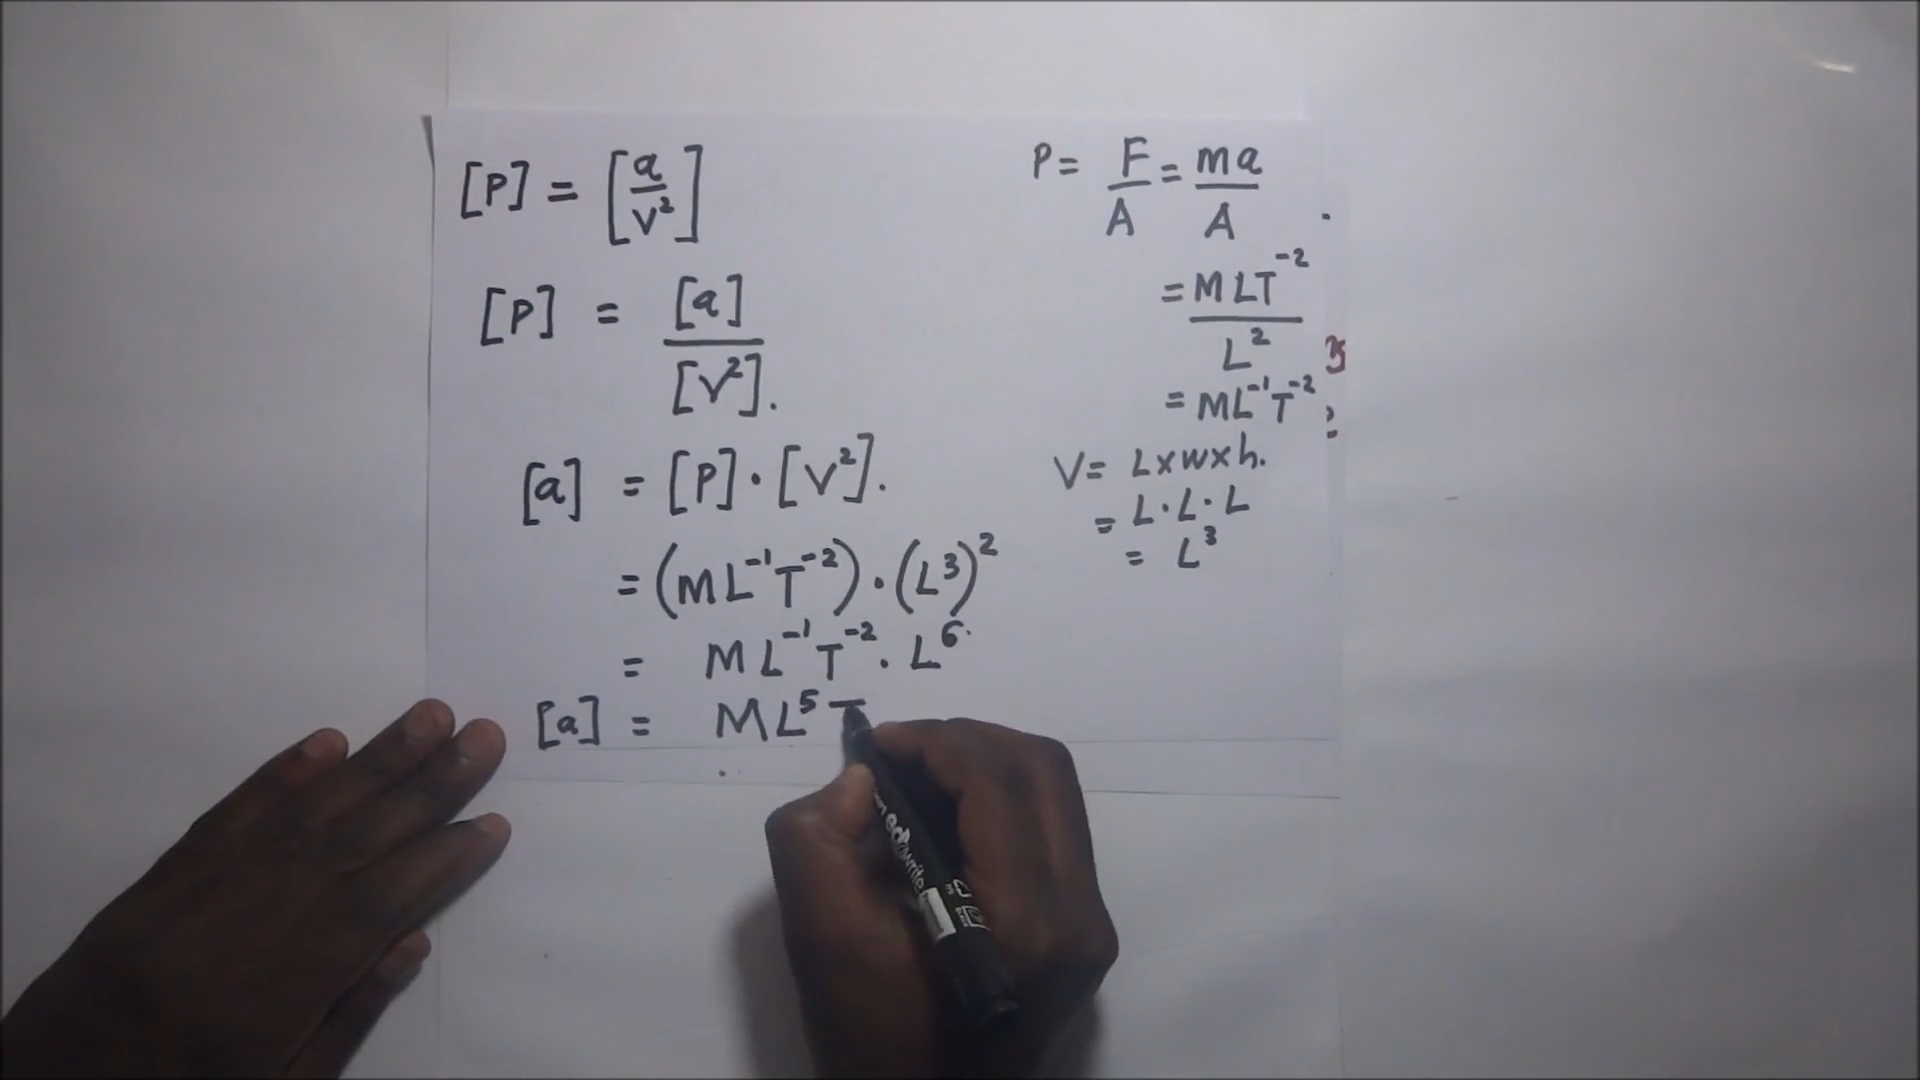 [P] = [a/V²]
[P] = [a]/[V²].
[a] = [P]·[V²].
= (ML⁻¹T⁻²)·(L³)²
= ML⁻¹T⁻². L⁶
[a] = ML⁵T
P = F/A = ma/A
= MLT⁻²/L²
= ML⁻¹T⁻²
V = L×w×h.
= L·L·L
= L³